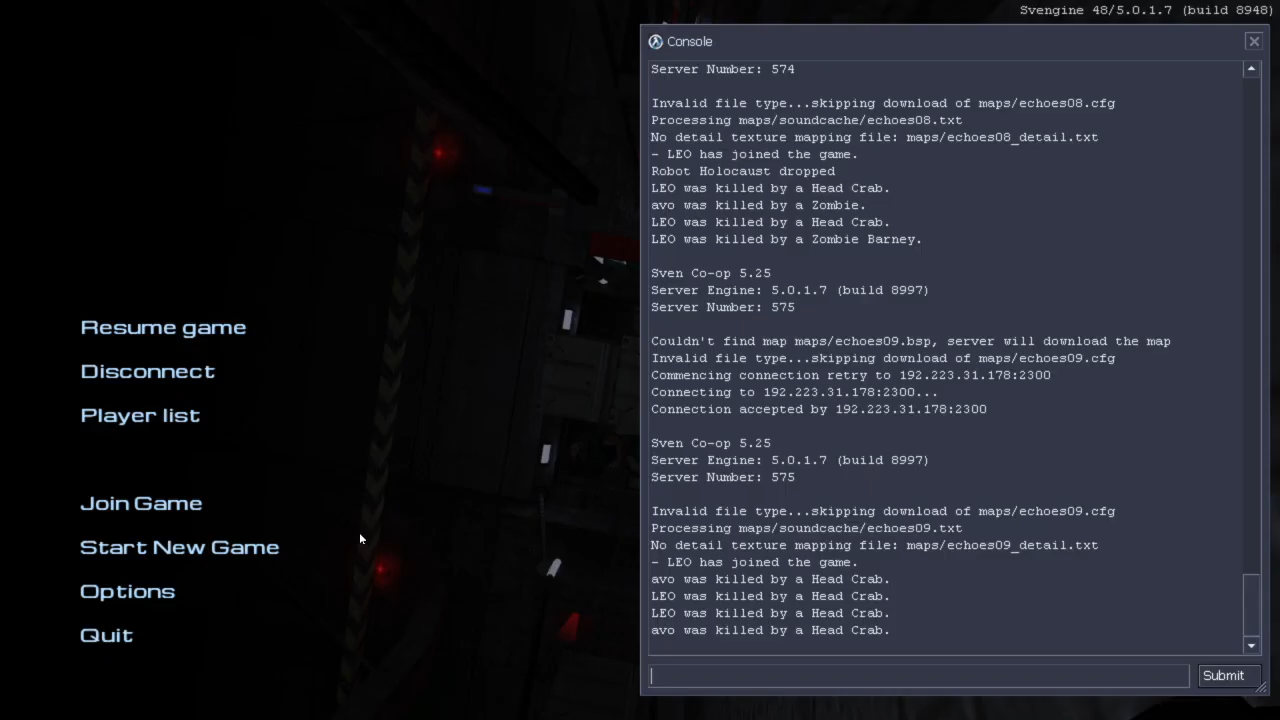 Svengine 48/5.0.1.7 (build 8948)
Console
Server Number: 574
Invalid file type...skipping download of maps/echoes08.cfg
Processing maps/soundcache/echoes08.txt
No detail texture mapping file: maps/echoes08_detail.txt
- LEO has joined the game.
Robot Holocaust dropped
LEO was killed by a Head Crab.
avo was killed by a Zombie.
LEO was killed by a Head Crab.
LEO was killed by a Zombie Barney.
Sven Co-op 5.25
Server Engine: 5.0.1.7 (build 8997)
Server Number: 575
Couldn't find map maps/echoes09.bsp, server will download the map
Invalid file type...skipping download of maps/echoes09.cfg
Commencing connection retry to 192.223.31.178:2300
Connecting to 192.223.31.178:2300...
Connection accepted by 192.223.31.178:2300
Sven Co-op 5.25
Server Engine: 5.0.1.7 (build 8997)
Server Number: 575
Invalid file type...skipping download of maps/echoes09.cfg
Processing maps/soundcache/echoes09.txt
No detail texture mapping file: maps/echoes09_detail.txt
- LEO has joined the game.
avo was killed by a Head Crab.
LEO was killed by a Head Crab.
LEO was killed by a Head Crab.
avo was killed by a Head Crab.
Submit
Resume game
Disconnect
Player list
Join Game
Start New Game
Options
Quit